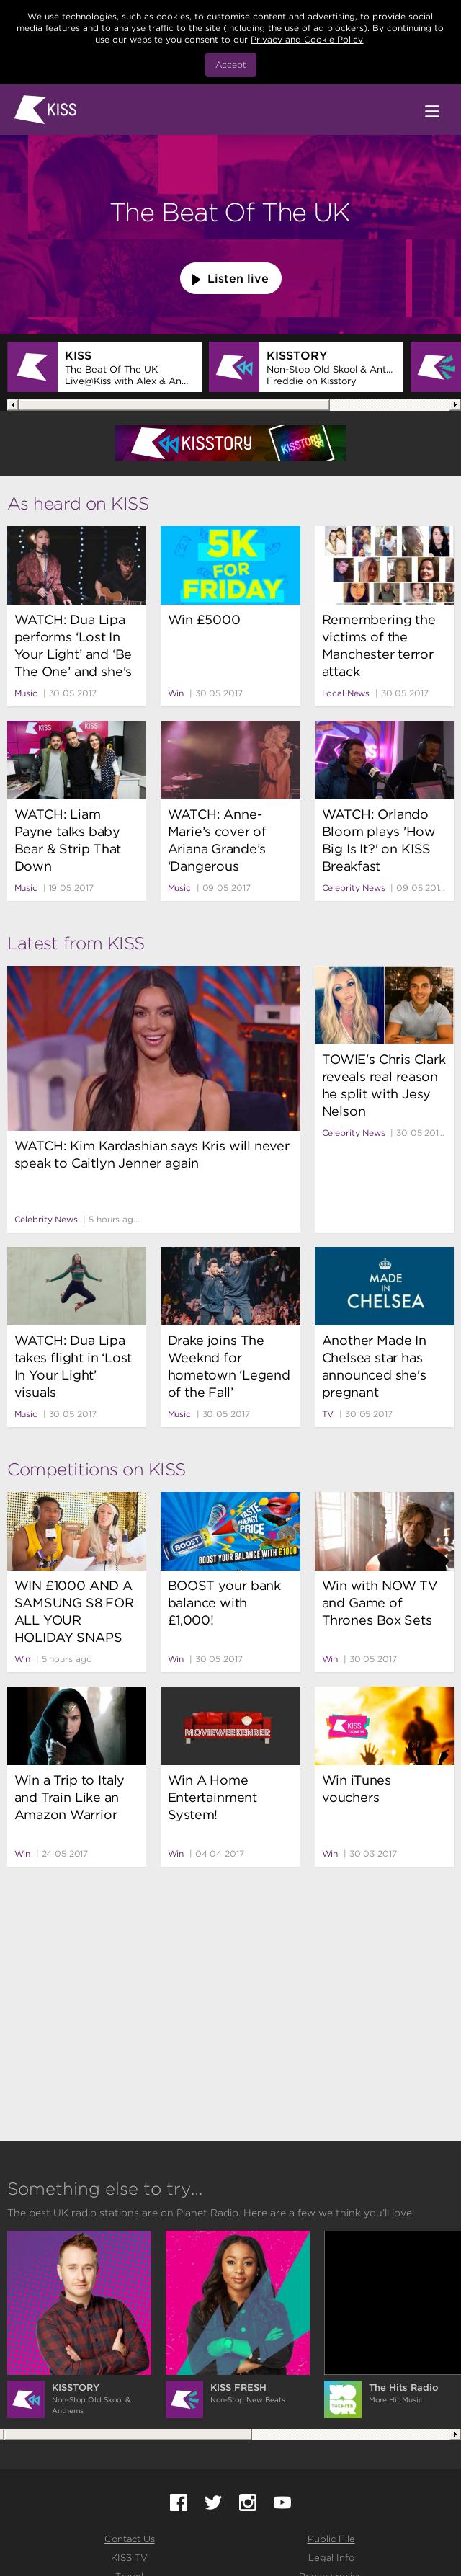 We use technologies, such as cookies, to customise content and advertising, to provide social
media features and to analyse traffic to the site (including the use of ad blockers). By continuing to
use our website you consent to our Privacy and Cookie Policy.
Accept
KISS
The Beat Of The UK
Listen live
KISS
The Beat Of The UK
Live@Kiss with Alex & An...
KISSTORY
Non-Stop Old Skool & Ant...
Freddie on Kisstory
KISSTORY
KISSTORY
As heard on KISS
WATCH: Dua Lipa
performs ‘Lost In
Your Light’ and ‘Be
The One’ and she's
Music | 30 05 2017
5K
FOR
FRIDAY
Win £5000
Win | 30 05 2017
Remembering the
victims of the
Manchester terror
attack
Local News | 30 05 2017
WATCH: Liam
Payne talks baby
Bear & Strip That
Down
Music | 19 05 2017
WATCH: Anne-
Marie’s cover of
Ariana Grande’s
‘Dangerous
Music | 09 05 2017
WATCH: Orlando
Bloom plays 'How
Big Is It?' on KISS
Breakfast
Celebrity News | 09 05 201...
Latest from KISS
WATCH: Kim Kardashian says Kris will never
speak to Caitlyn Jenner again
Celebrity News | 5 hours ag...
TOWIE's Chris Clark
reveals real reason
he split with Jesy
Nelson
Celebrity News | 30 05 201...
WATCH: Dua Lipa
takes flight in ‘Lost
In Your Light’
visuals
Music | 30 05 2017
Drake joins The
Weeknd for
hometown ‘Legend
of the Fall’
Music | 30 05 2017
MADE
IN
CHELSEA
Another Made In
Chelsea star has
announced she's
pregnant
TV | 30 05 2017
Competitions on KISS
WIN £1000 AND A
SAMSUNG S8 FOR
ALL YOUR
HOLIDAY SNAPS
Win | 5 hours ago
BOOST
TASTE
ENERGY
PRICE
BOOST YOUR BALANCE WITH £1000
BOOST your bank
balance with
£1,000!
Win | 30 05 2017
Win with NOW TV
and Game of
Thrones Box Sets
Win | 30 05 2017
Win a Trip to Italy
and Train Like an
Amazon Warrior
Win | 24 05 2017
MOVIEWEEKENDER
Win A Home
Entertainment
System!
Win | 04 04 2017
KISS
TICKETS
Win iTunes
vouchers
Win | 30 03 2017
Something else to try...
The best UK radio stations are on Planet Radio. Here are a few we think you'll love:
KISSTORY
Non-Stop Old Skool &
Anthems
KISS FRESH
Non-Stop New Beats
THE HITS
The Hits Radio
More Hit Music
Contact Us
Public File
KISS TV
Legal Info
Travel
Privacy policy